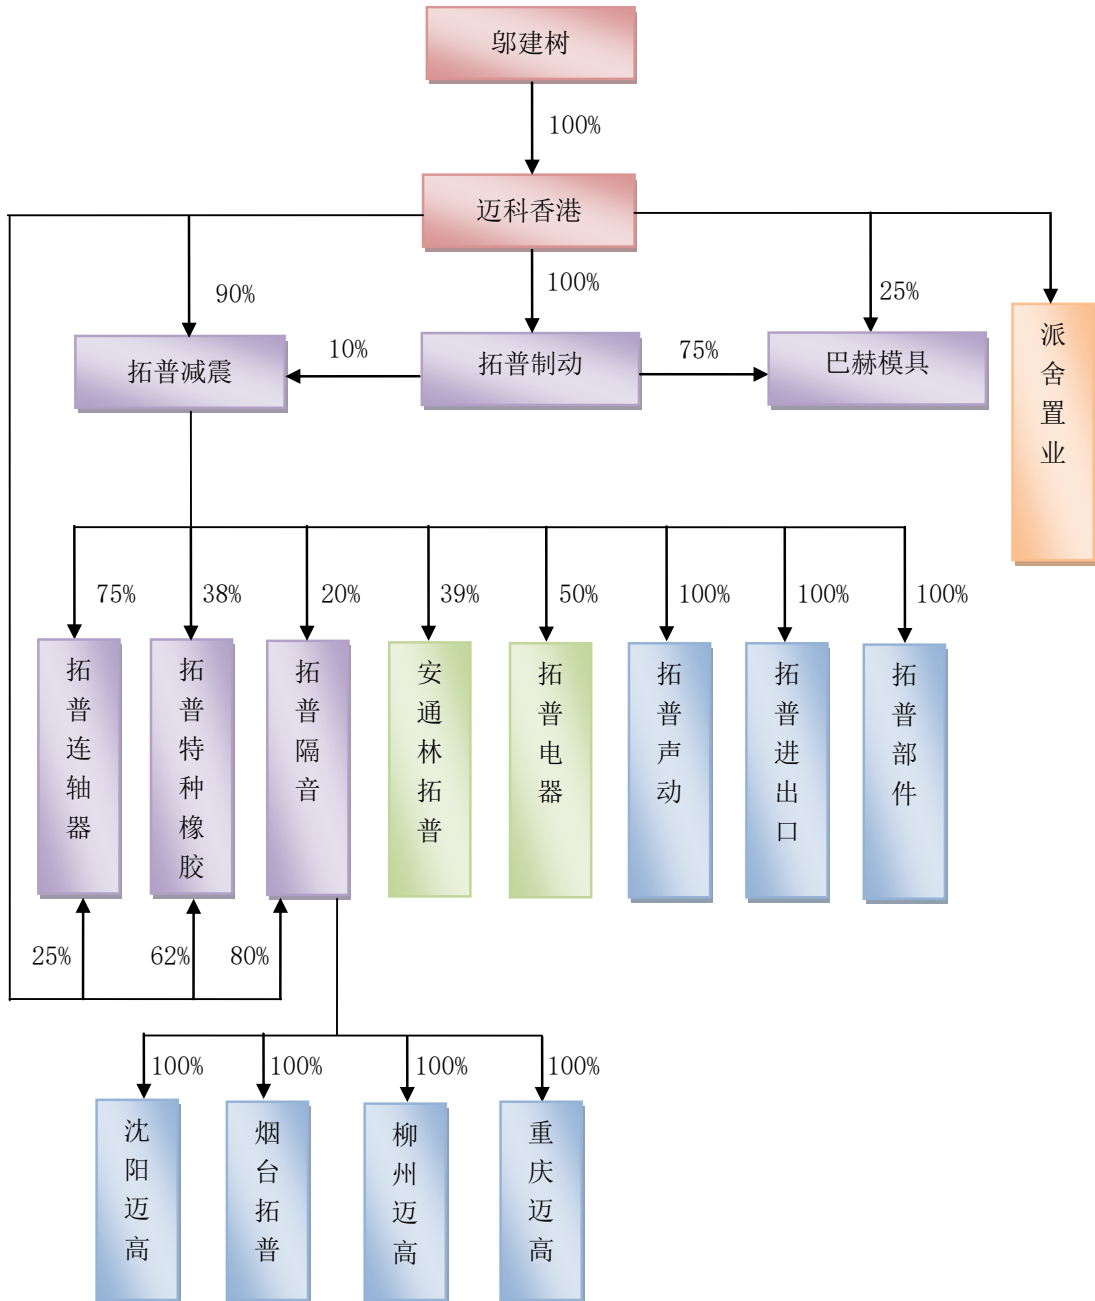 邬建树
100%
迈科香港
90%
100%
25%
拓普减震
10%
拓普制动
75%
巴赫模具
派舍置业
75%
38%
20%
39%
50%
100%
100%
100%
拓普连轴器
拓普特种橡胶
拓普隔音
安通林拓普
拓普电器
拓普声动
拓普进出口
拓普部件
25%
62%
80%
100%
100%
100%
100%
沈阳迈高
烟台拓普
柳州迈高
重庆迈高